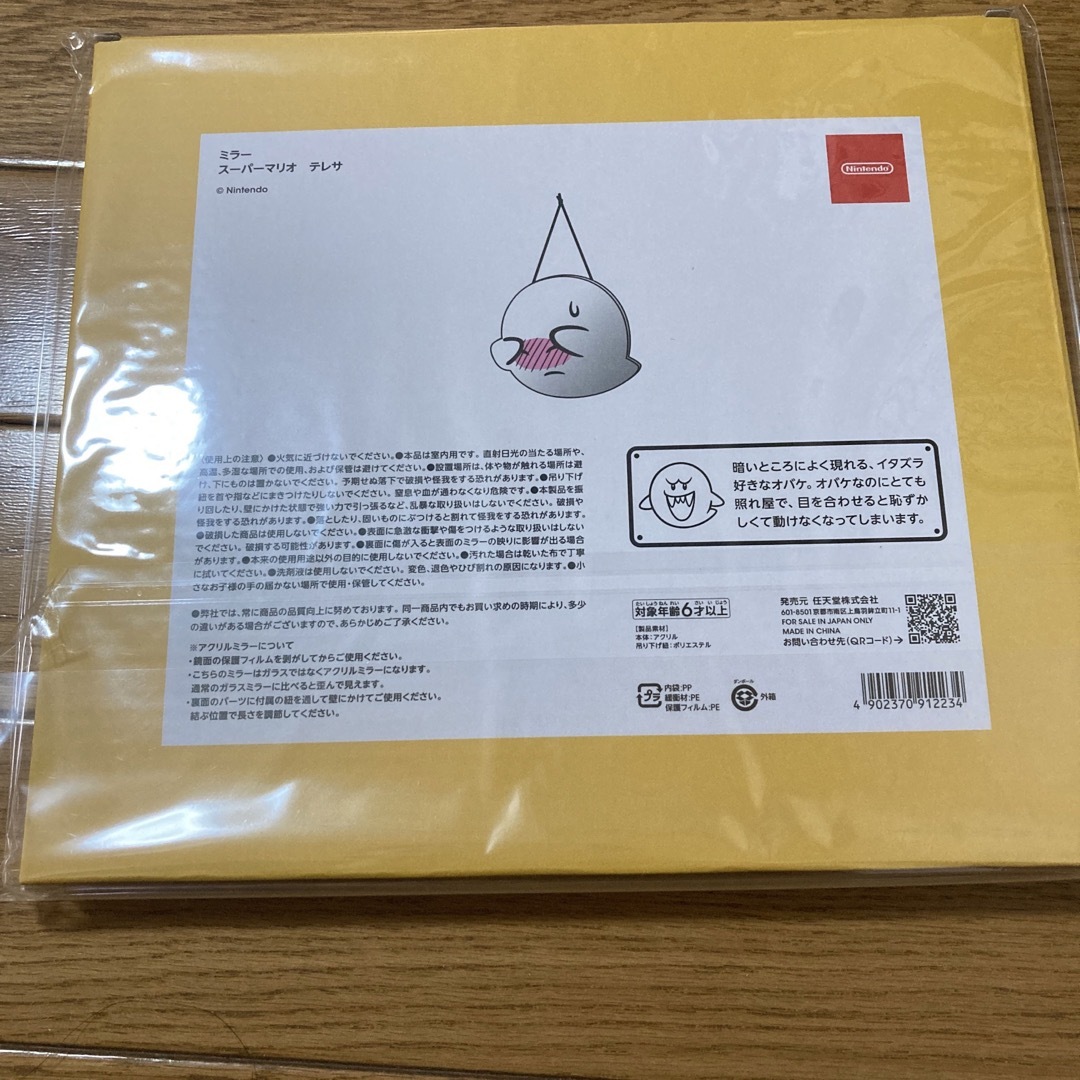 ミラー
スーパーマリオ テレサ
© Nintendo
Nintendo
〈使用上の注意〉●火気に近づけないでください。●本品は室内用です。直射日光の当たる場所や、
高温、多湿な場所での使用、および保管は避けてください。●設置場所は、体や物が触れる場所は避
け、下にものは置かないでください。予期せぬ落下で破損や怪我をする恐れがあります。●吊り下げ
紐を首や指などにまきつけたりしないでください。窒息や血が通わなくなり危険です。●本製品を振
り回したり、壁にかけた状態で強い力で引っ張るなど、乱暴な取り扱いはしないでください。破損や
怪我をする恐れがあります。●落としたり、固いものにぶつけると割れて怪我をする恐れがあります。
●破損した商品は使用しないでください。●表面に急激な衝撃や傷をつけるような取り扱いはしない
でください。破損する可能性があります。●裏面に傷が入ると表面のミラーの映りに影響が出る場合
があります。●本来の使用用途以外の目的に使用しないでください。●汚れた場合は乾いた布で丁寧
に拭いてください。●洗剤液は使用しないでください。変色、退色やひび割れの原因になります。●小
さなお子様の手の届かない場所で使用・保管してください。
●弊社では、常に商品の品質向上に努めております。同一商品内でもお買い求めの時期により、多少
の違いがある場合がございますので、あらかじめご了承ください。
※アクリルミラーについて
・鏡面の保護フィルムを剥がしてからご使用ください。
・こちらのミラーはガラスではなくアクリルミラーになります。
通常のガラスミラーに比べると歪んで見えます。
・裏面のパーツに付属の紐を通して壁にかけてご使用ください。
結ぶ位置で長さを調節してください。
暗いところによく現れる、イタズラ
好きなオバケ。オバケなのにとても
照れ屋で、目を合わせると恥ずか
しくて動けなくなってしまいます。
たいしょうねんれい さい いじょう
対象年齢6才以上
[製品素材]
本体:アクリル
吊り下げ紐:ポリエステル
発売元 任天堂株式会社
601-8501京都市南区上鳥羽鉾立町11-1
FOR SALE IN JAPAN ONLY
MADE IN CHINA
お問い合わせ先(QRコード)→
プラ
内袋:PP
緩衝材:PE
保護フィルム:PE
ダンボール
外箱
4 902370 912234